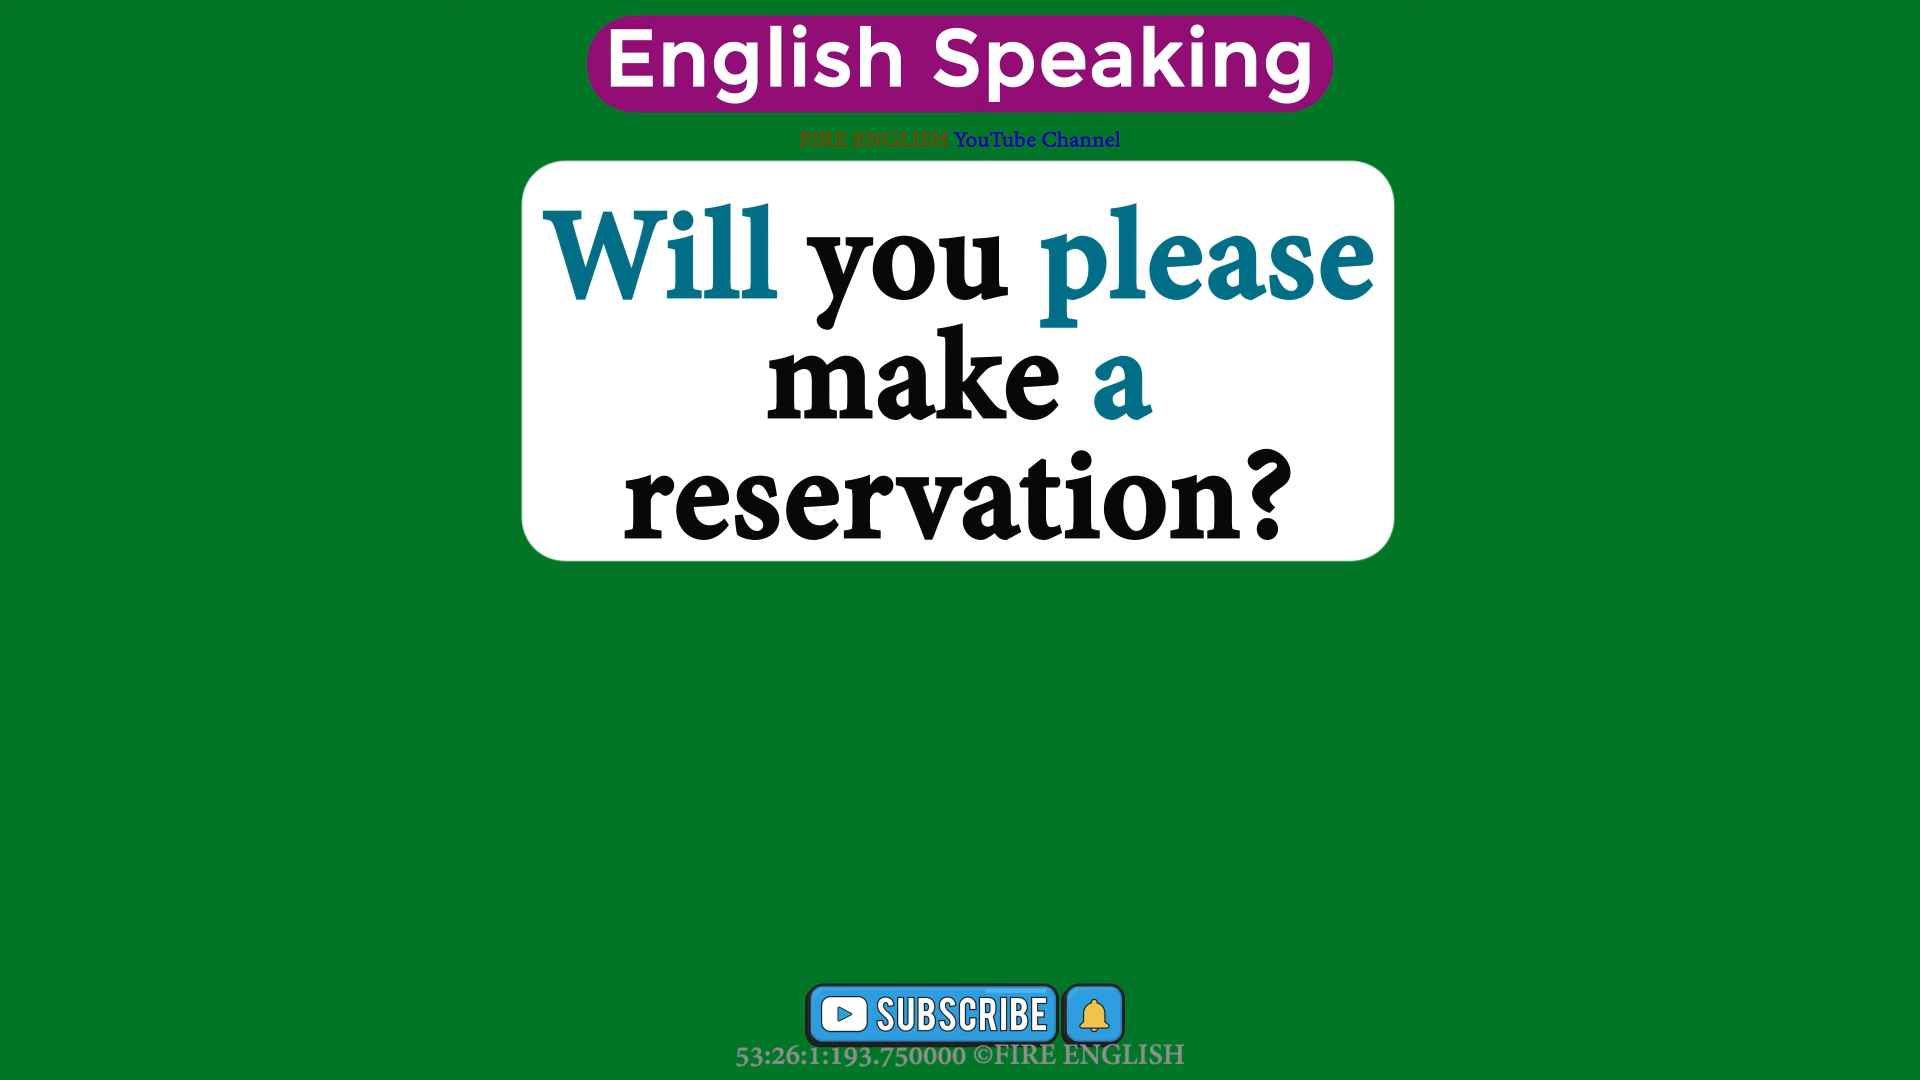 English Speaking
FIRE ENGLISH YouTube Channel
Will you please
make a
reservation?
SUBSCRIBE
53:26:1:193.750000 ©FIRE ENGLISH